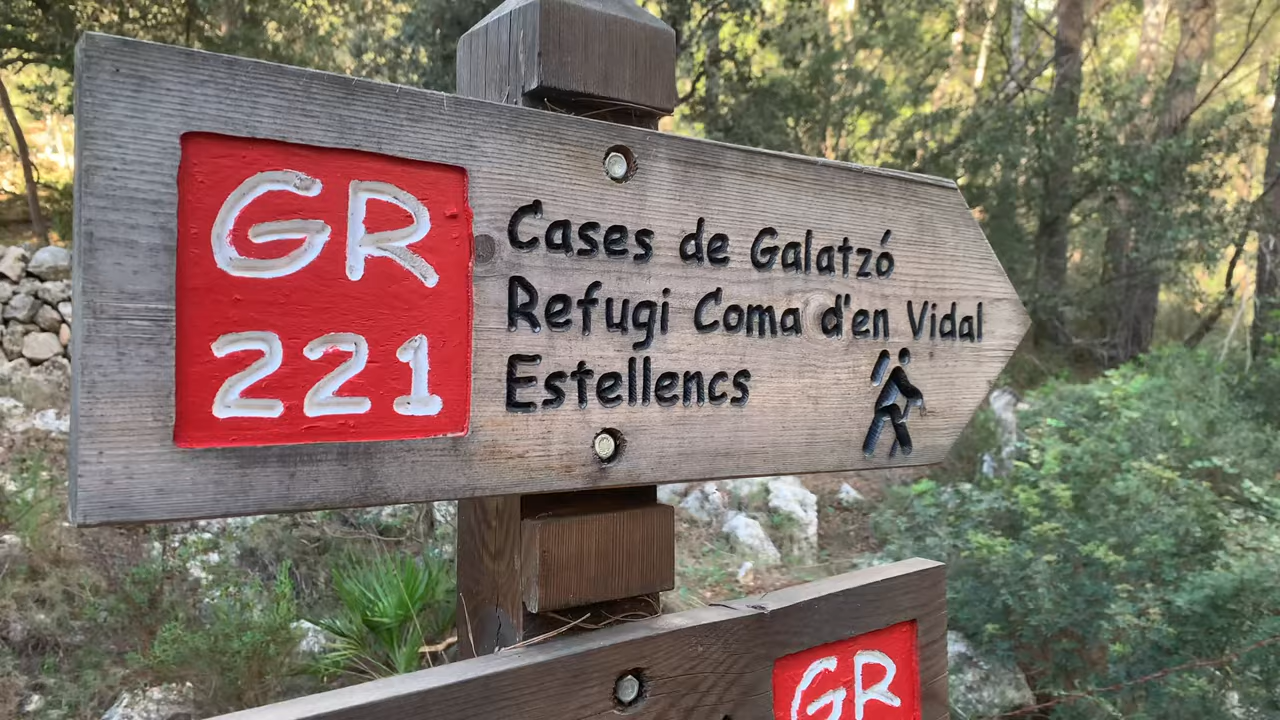 GR
221
Cases de Galatzó
Refugi Coma d'en Vidal
Estellencs
GR